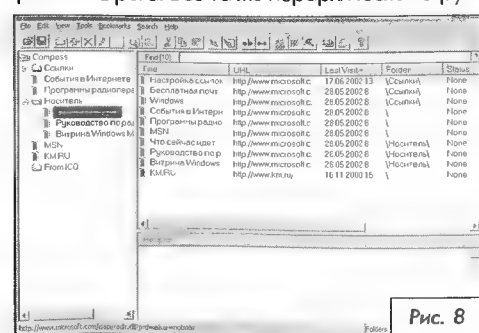 File Edit View Tools Bookmarks Search Help
Compass
Ссылки
События в Интернете
Программы радиопере
Носитель
Руководство по рад
Витрина Windows M
MSN
KM.RU
From ICQ
Find [10]
Title URL Last Visit Folder Status
Настройка ссылок http://www.microsoft.c 17.06.2002 13 \Ссылки\ None
Бесплатная почт http://www.microsoft.c 28.05.2002 8 \Ссылки\ None
Windows http://www.microsoft.c 28.05.2002 8 \Ссылки\ None
События в Интерн http://www.microsoft.c 28.05.2002 8 \ None
Программы радио http://www.microsoft.c 28.05.2002 8 \ None
MSN http://www.microsoft.c 28.05.2002 8 \ None
Что сейчас идет http://www.microsoft.c 28.05.2002 8 \Носитель\ None
Руководство по р http://www.microsoft.c 28.05.2002 8 \Носитель\ None
Витрина Windows http://www.microsoft.c 28.05.2002 8 \Носитель\ None
KM.RU http://www.km.ru/ 16.11.2000 15 \ None
Folders
Рис. 8